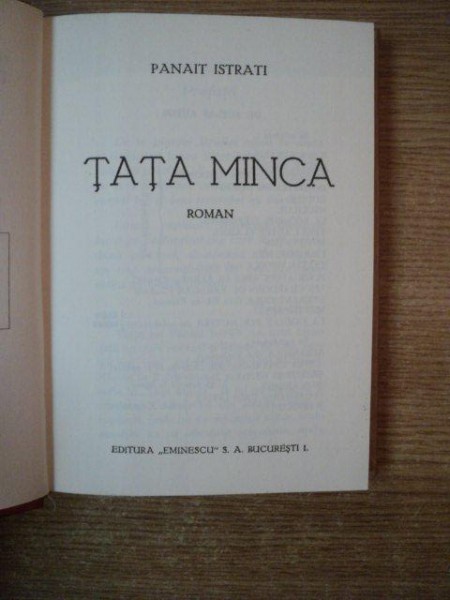 PANAIT ISTRATI
ȚAȚA MINCA
ROMAN
EDITURA „EMINESCU" S. A. BUCUREȘTI I.